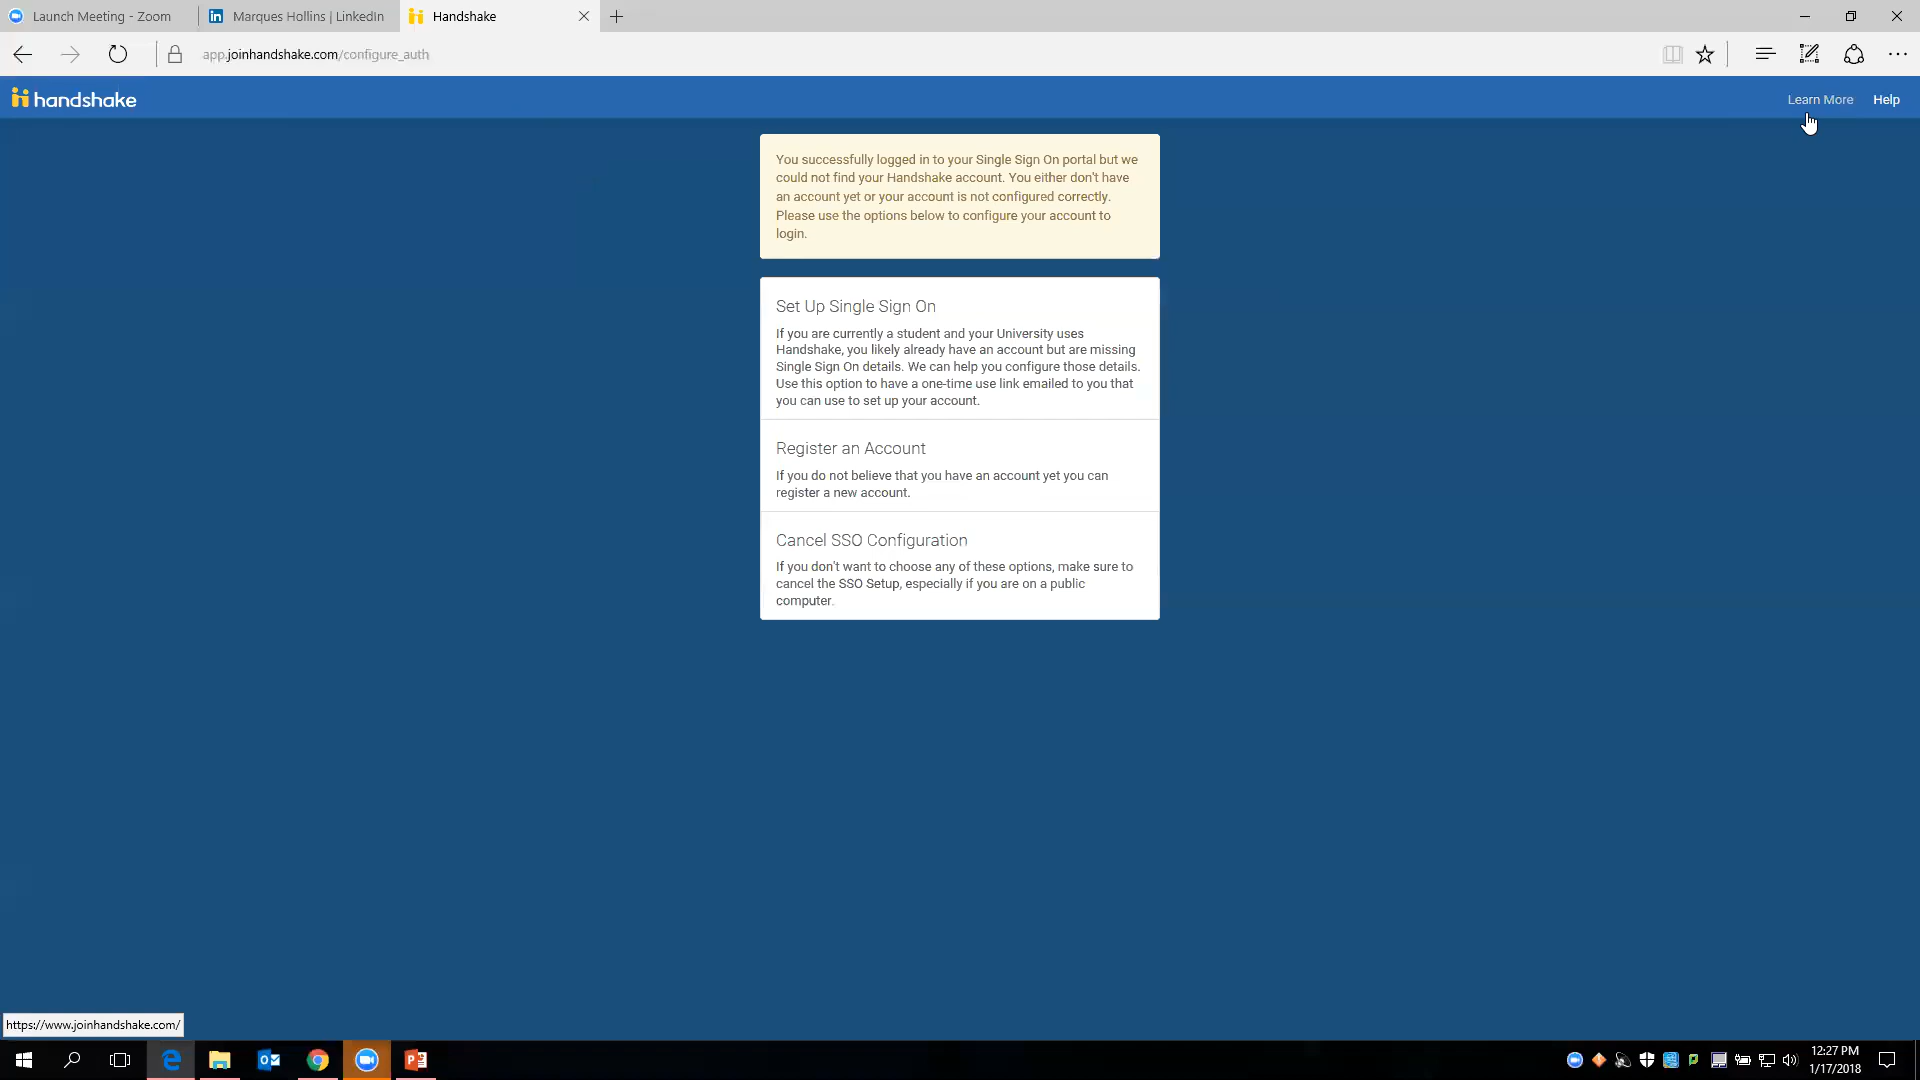 Launch Meeting - Zoom
Marques Hollins | LinkedIn
Handshake
app.joinhandshake.com/configure_auth
handshake
Learn More
Help
You successfully logged in to your Single Sign On portal but we
could not find your Handshake account. You either don't have
an account yet or your account is not configured correctly.
Please use the options below to configure your account to
login.
Set Up Single Sign On
If you are currently a student and your University uses
Handshake, you likely already have an account but are missing
Single Sign On details. We can help you configure those details.
Use this option to have a one-time use link emailed to you that
you can use to set up your account.
Register an Account
If you do not believe that you have an account yet you can
register a new account.
Cancel SSO Configuration
If you don't want to choose any of these options, make sure to
cancel the SSO Setup, especially if you are on a public
computer.
https://www.joinhandshake.com/
12:27 PM
1/17/2018